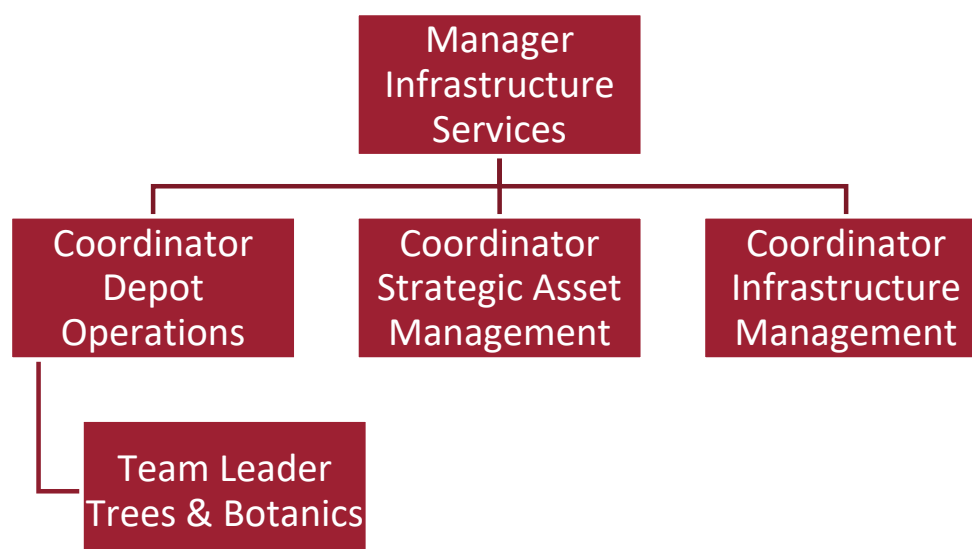 Manager
Infrastructure
Services
Coordinator
Depot
Operations
Coordinator
Strategic Asset
Management
Coordinator
Infrastructure
Management
Team Leader
Trees & Botanics